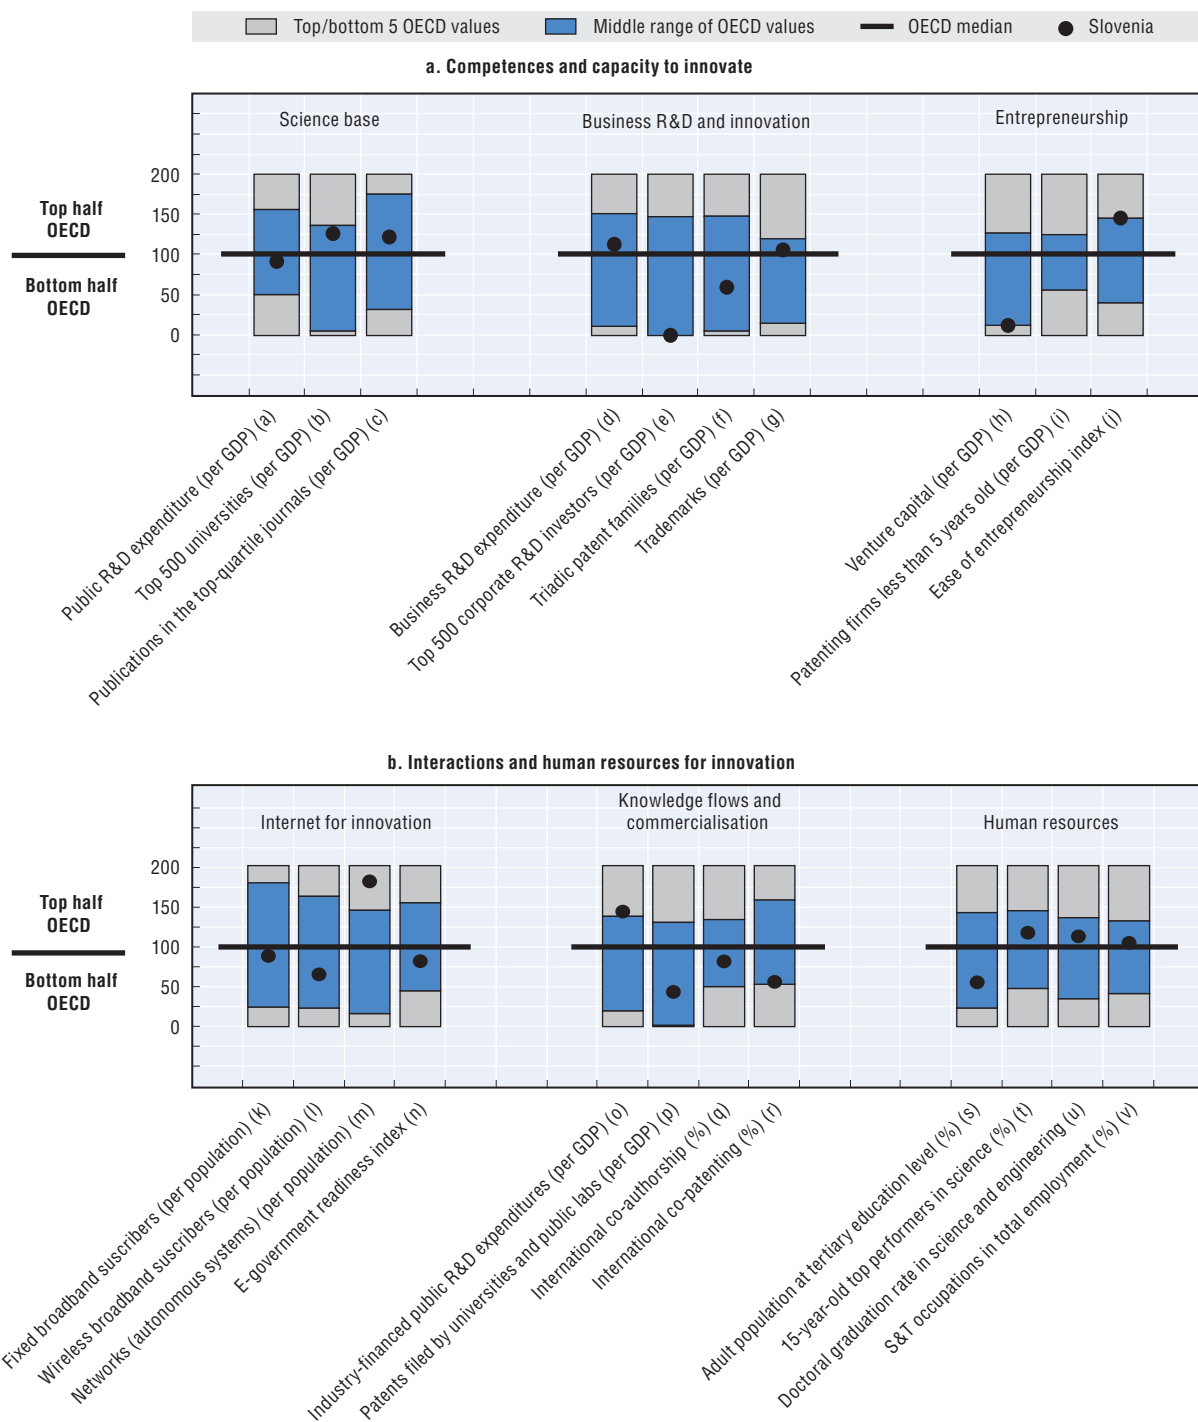 Top/bottom 5 OECD values Middle range of OECD values OECD median Slovenia
a. Competences and capacity to innovate
Science base
Business R&D and innovation
Entrepreneurship
200
150
100
50
0
Top half
OECD
Bottom half
OECD
Public R&D expenditure (per GDP) (a)
Top 500 universities (per GDP) (b)
Publications in the top-quartile journals (per GDP) (c)
Business R&D expenditure (per GDP) (d)
Top 500 corporate R&D investors (per GDP) (e)
Triadic patent families (per GDP) (f)
Trademarks (per GDP) (g)
Venture capital (per GDP) (h)
Patenting firms less than 5 years old (per GDP) (i)
Ease of entrepreneurship index (j)
b. Interactions and human resources for innovation
Internet for innovation
Knowledge flows and
commercialisation
Human resources
200
150
100
50
0
Top half
OECD
Bottom half
OECD
Fixed broadband suscribers (per population) (k)
Wireless broadband suscribers (per population) (l)
Networks (autonomous systems) (per population) (m)
E-government readiness index (n)
Industry-financed public R&D expenditures (per GDP) (o)
Patents filed by universities and public labs (per GDP) (p)
International co-authorship (%) (q)
International co-patenting (%) (r)
Adult population at tertiary education level (%) (s)
15-year-old top performers in science (%) (t)
Doctoral graduation rate in science and engineering (u)
S&T occupations in total employment (%) (v)